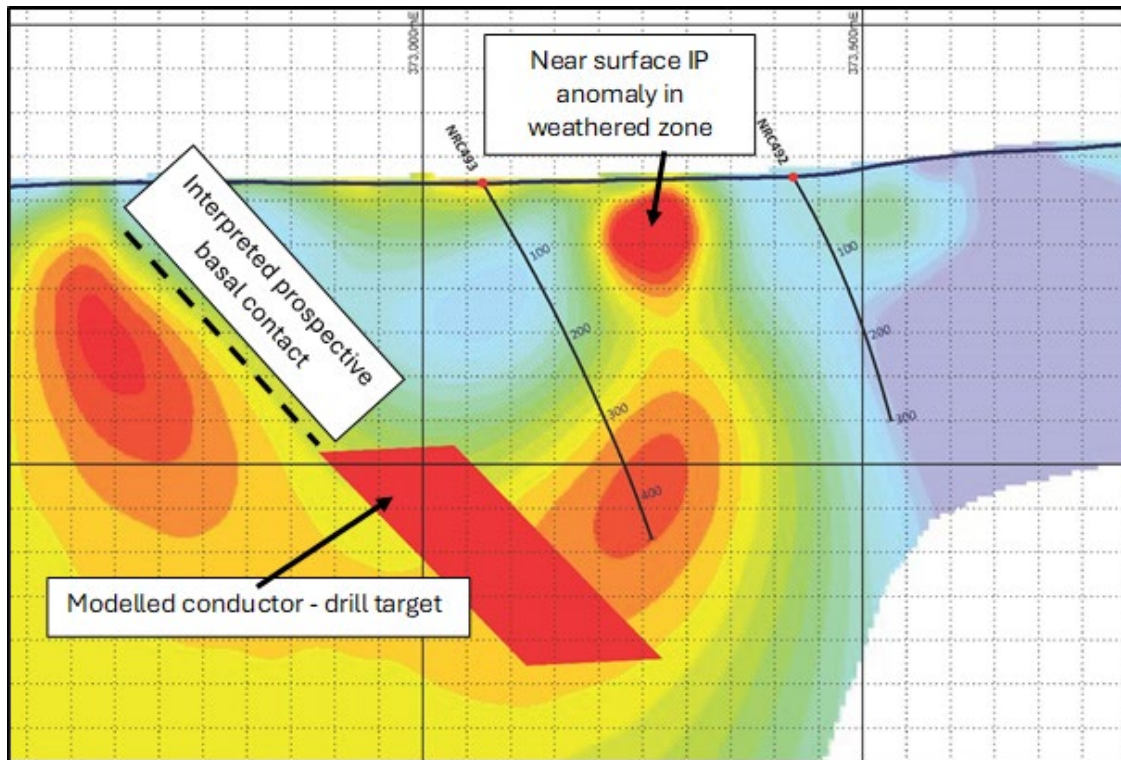 373,000mE
373,500mE
Near surface IP
anomaly in
weathered zone
NRC493
NRC492
Interpreted prospective
basal contact
100
200
300
400
100
200
300
Modelled conductor - drill target